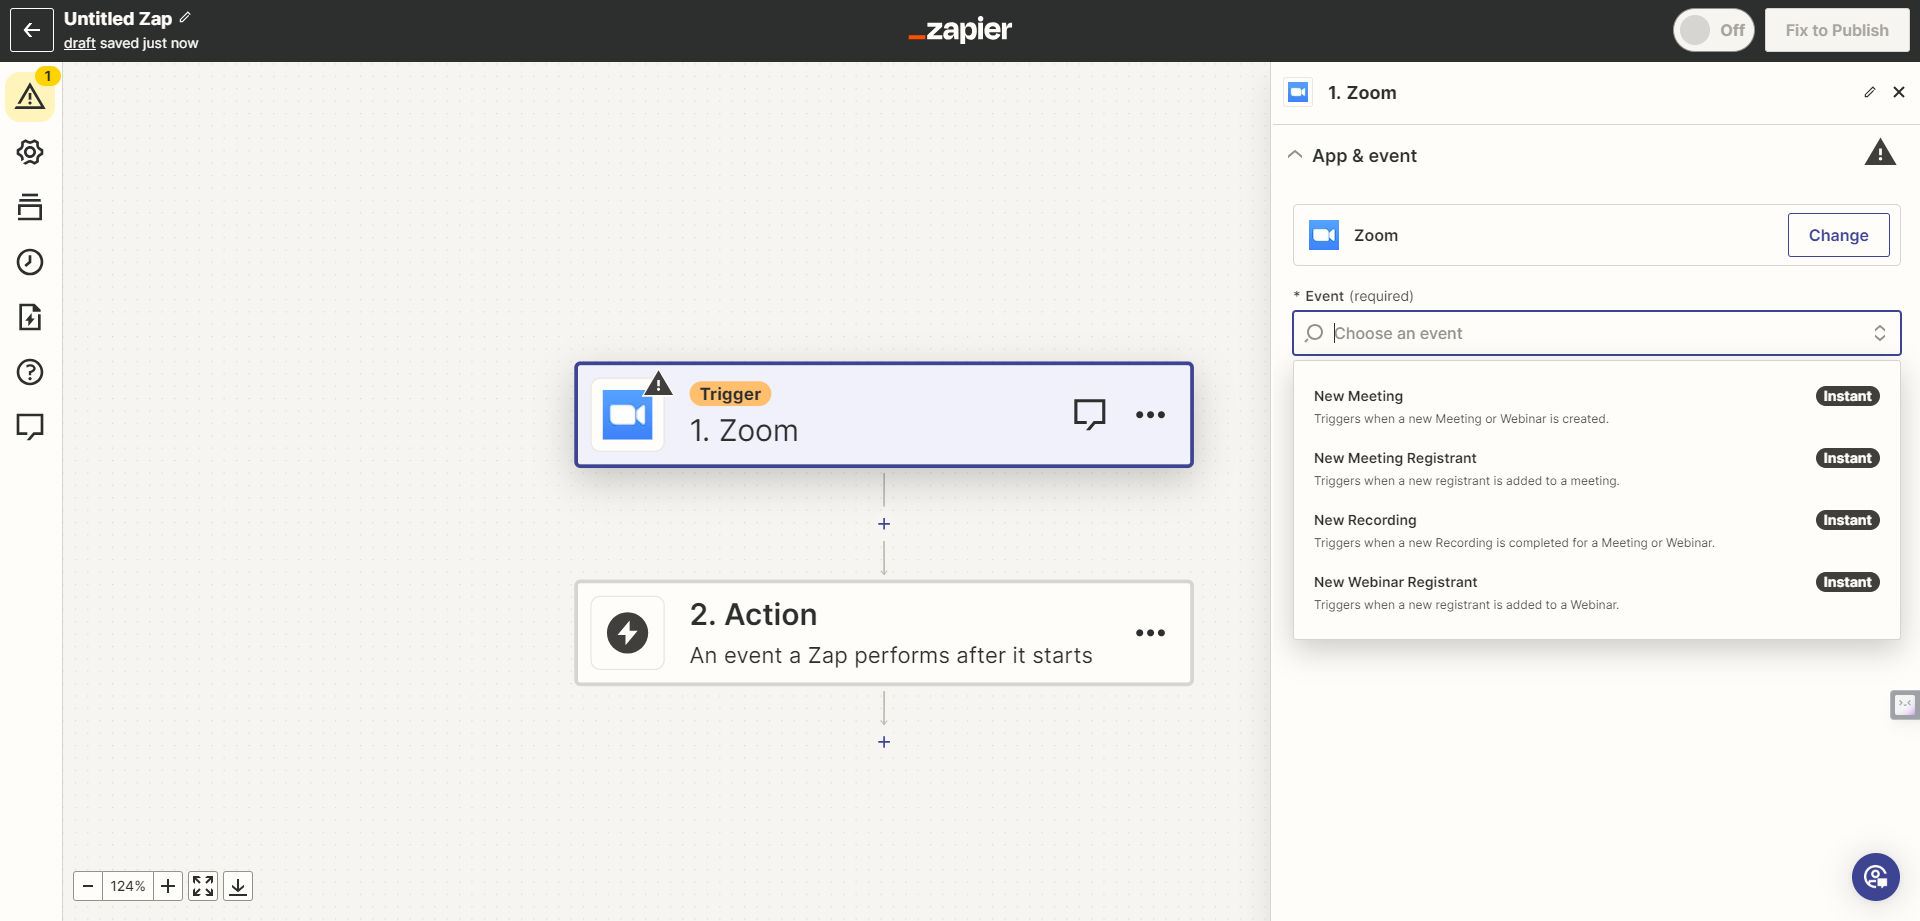 Untitled Zap
draft saved just now
_zapier
Off
Fix to Publish
1
1. Zoom
App & event
Zoom
Change
* Event (required)
Choose an event
New Meeting
Instant
Triggers when a new Meeting or Webinar is created.
New Meeting Registrant
Instant
Triggers when a new registrant is added to a meeting.
New Recording
Instant
Triggers when a new Recording is completed for a Meeting or Webinar.
New Webinar Registrant
Instant
Triggers when a new registrant is added to a Webinar.
Trigger
1. Zoom
2. Action
An event a Zap performs after it starts
124%